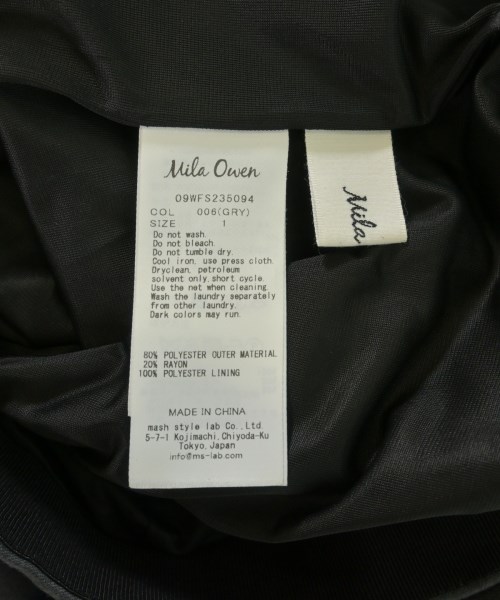 Mila Owen
09WFS235094
COL 006(GRY)
SIZE 1
Do not wash.
Do not bleach.
Do not tumble dry.
Cool iron, use press cloth.
Dryclean, petroleum
solvent only, short cycle.
Use the net when cleaning.
Wash the laundry separately
from other laundry.
Dark colors may run.
80% POLYESTER OUTER MATERIAL
20% RAYON
100% POLYESTER LINING
MADE IN CHINA
mash style lab Co.,Ltd
5-7-1 Kojimachi,Chiyoda-Ku
Tokyo,Japan
info@ms-lab.com
Mila